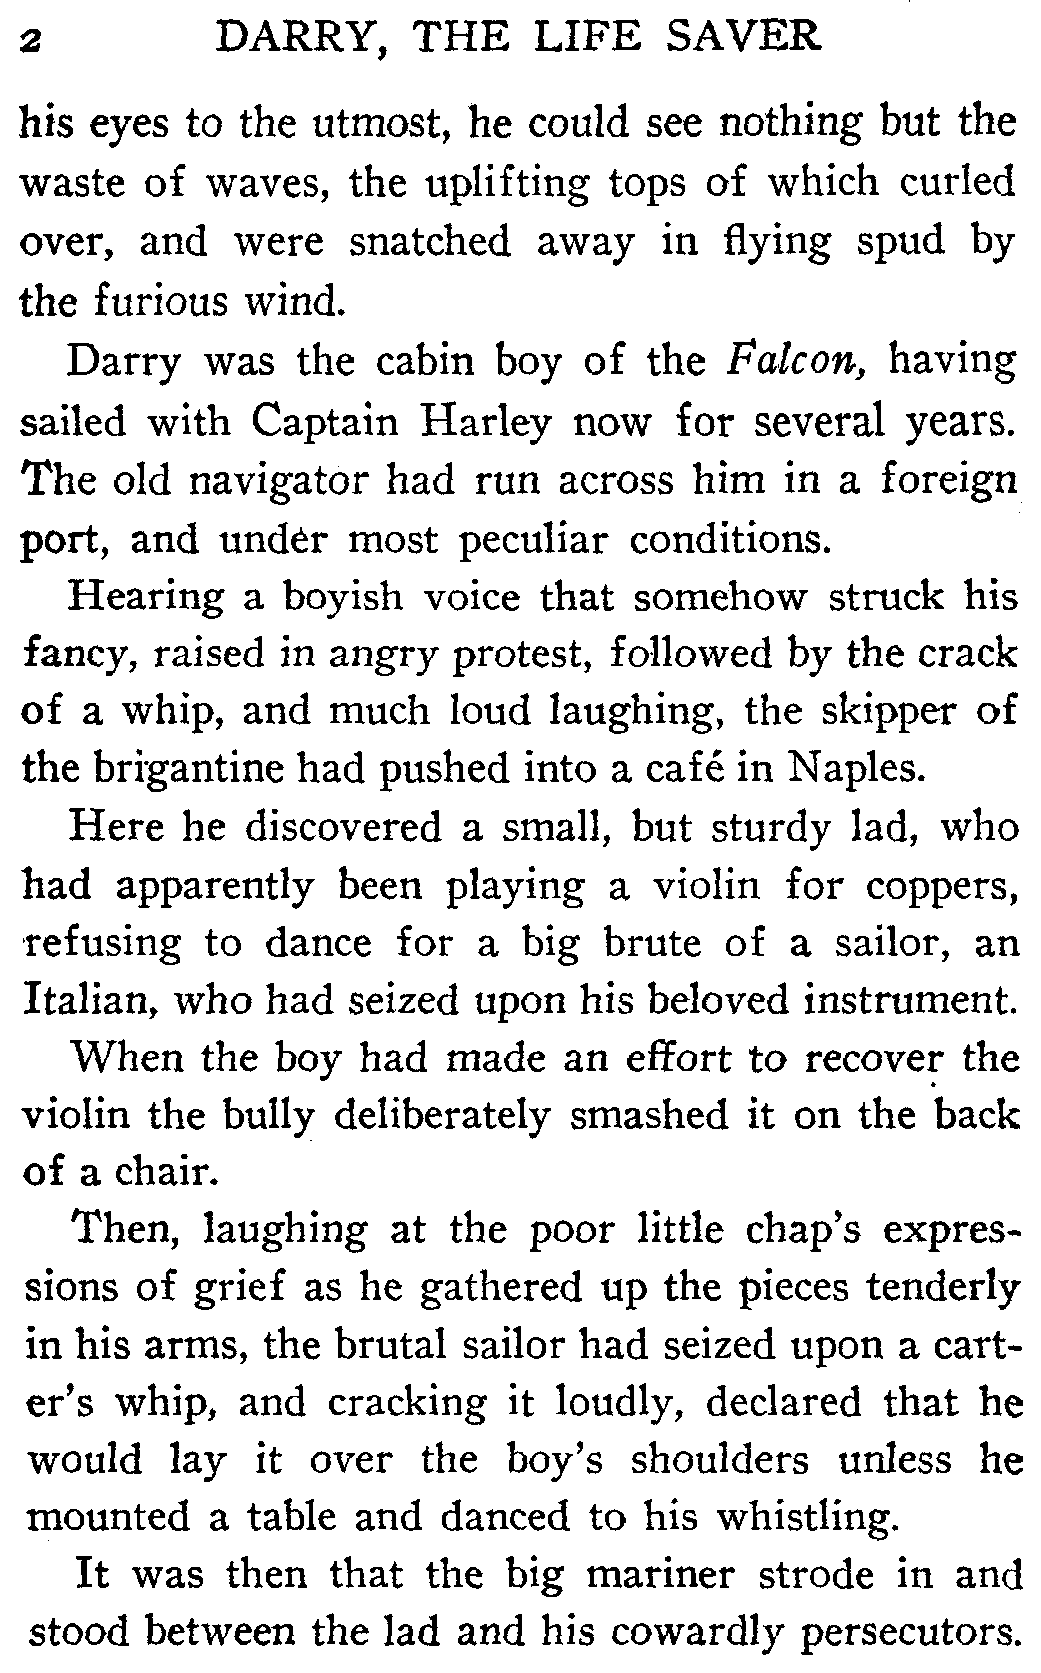 2 DARRY, THE LIFE SAVER
his eyes to the utmost, he could see nothing but the
waste of waves, the uplifting tops of which curled
over, and were snatched away in flying spud by
the furious wind.
Darry was the cabin boy of the Falcon, having
sailed with Captain Harley now for several years.
The old navigator had run across him in a foreign
port, and under most peculiar conditions.
Hearing a boyish voice that somehow struck his
fancy, raised in angry protest, followed by the crack
of a whip, and much loud laughing, the skipper of
the brigantine had pushed into a café in Naples.
Here he discovered a small, but sturdy lad, who
had apparently been playing a violin for coppers,
refusing to dance for a big brute of a sailor, an
Italian, who had seized upon his beloved instrument.
When the boy had made an effort to recover the
violin the bully deliberately smashed it on the back
of a chair.
Then, laughing at the poor little chap's expres-
sions of grief as he gathered up the pieces tenderly
in his arms, the brutal sailor had seized upon a cart-
er's whip, and cracking it loudly, declared that he
would lay it over the boy's shoulders unless he
mounted a table and danced to his whistling.
It was then that the big mariner strode in and
stood between the lad and his cowardly persecutors.